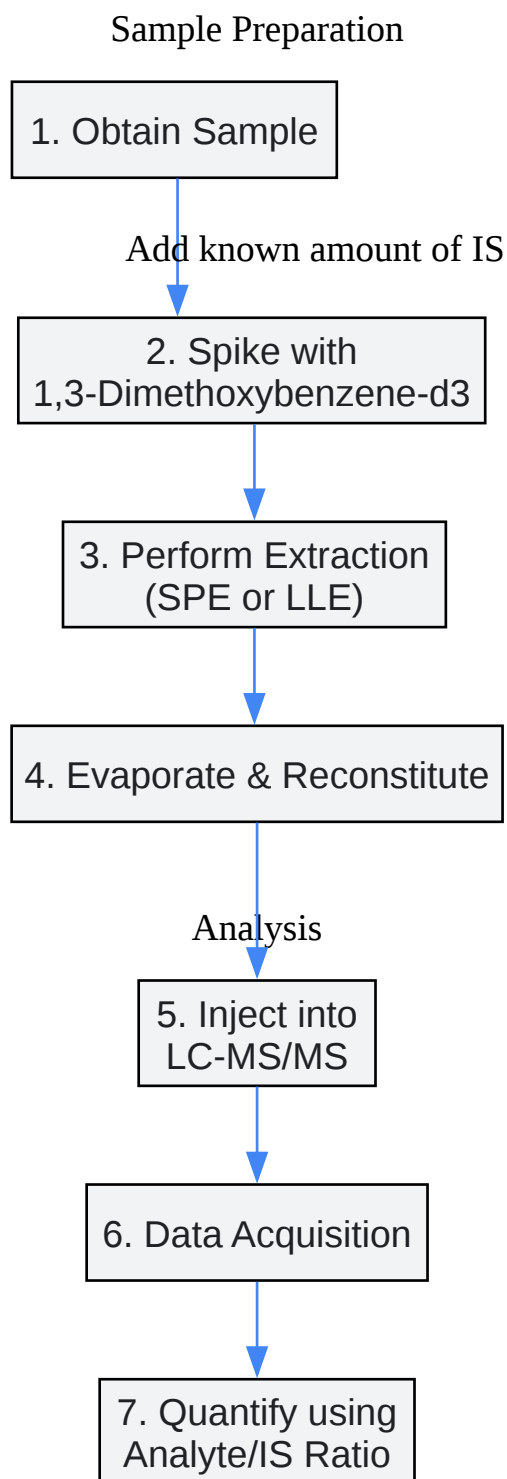 Sample Preparation
1. Obtain Sample
Add known amount of IS
2. Spike with
1,3-Dimethoxybenzene-d3
3. Perform Extraction
(SPE or LLE)
4. Evaporate & Reconstitute
Analysis
5. Inject into
LC-MS/MS
6. Data Acquisition
7. Quantify using
Analyte/IS Ratio